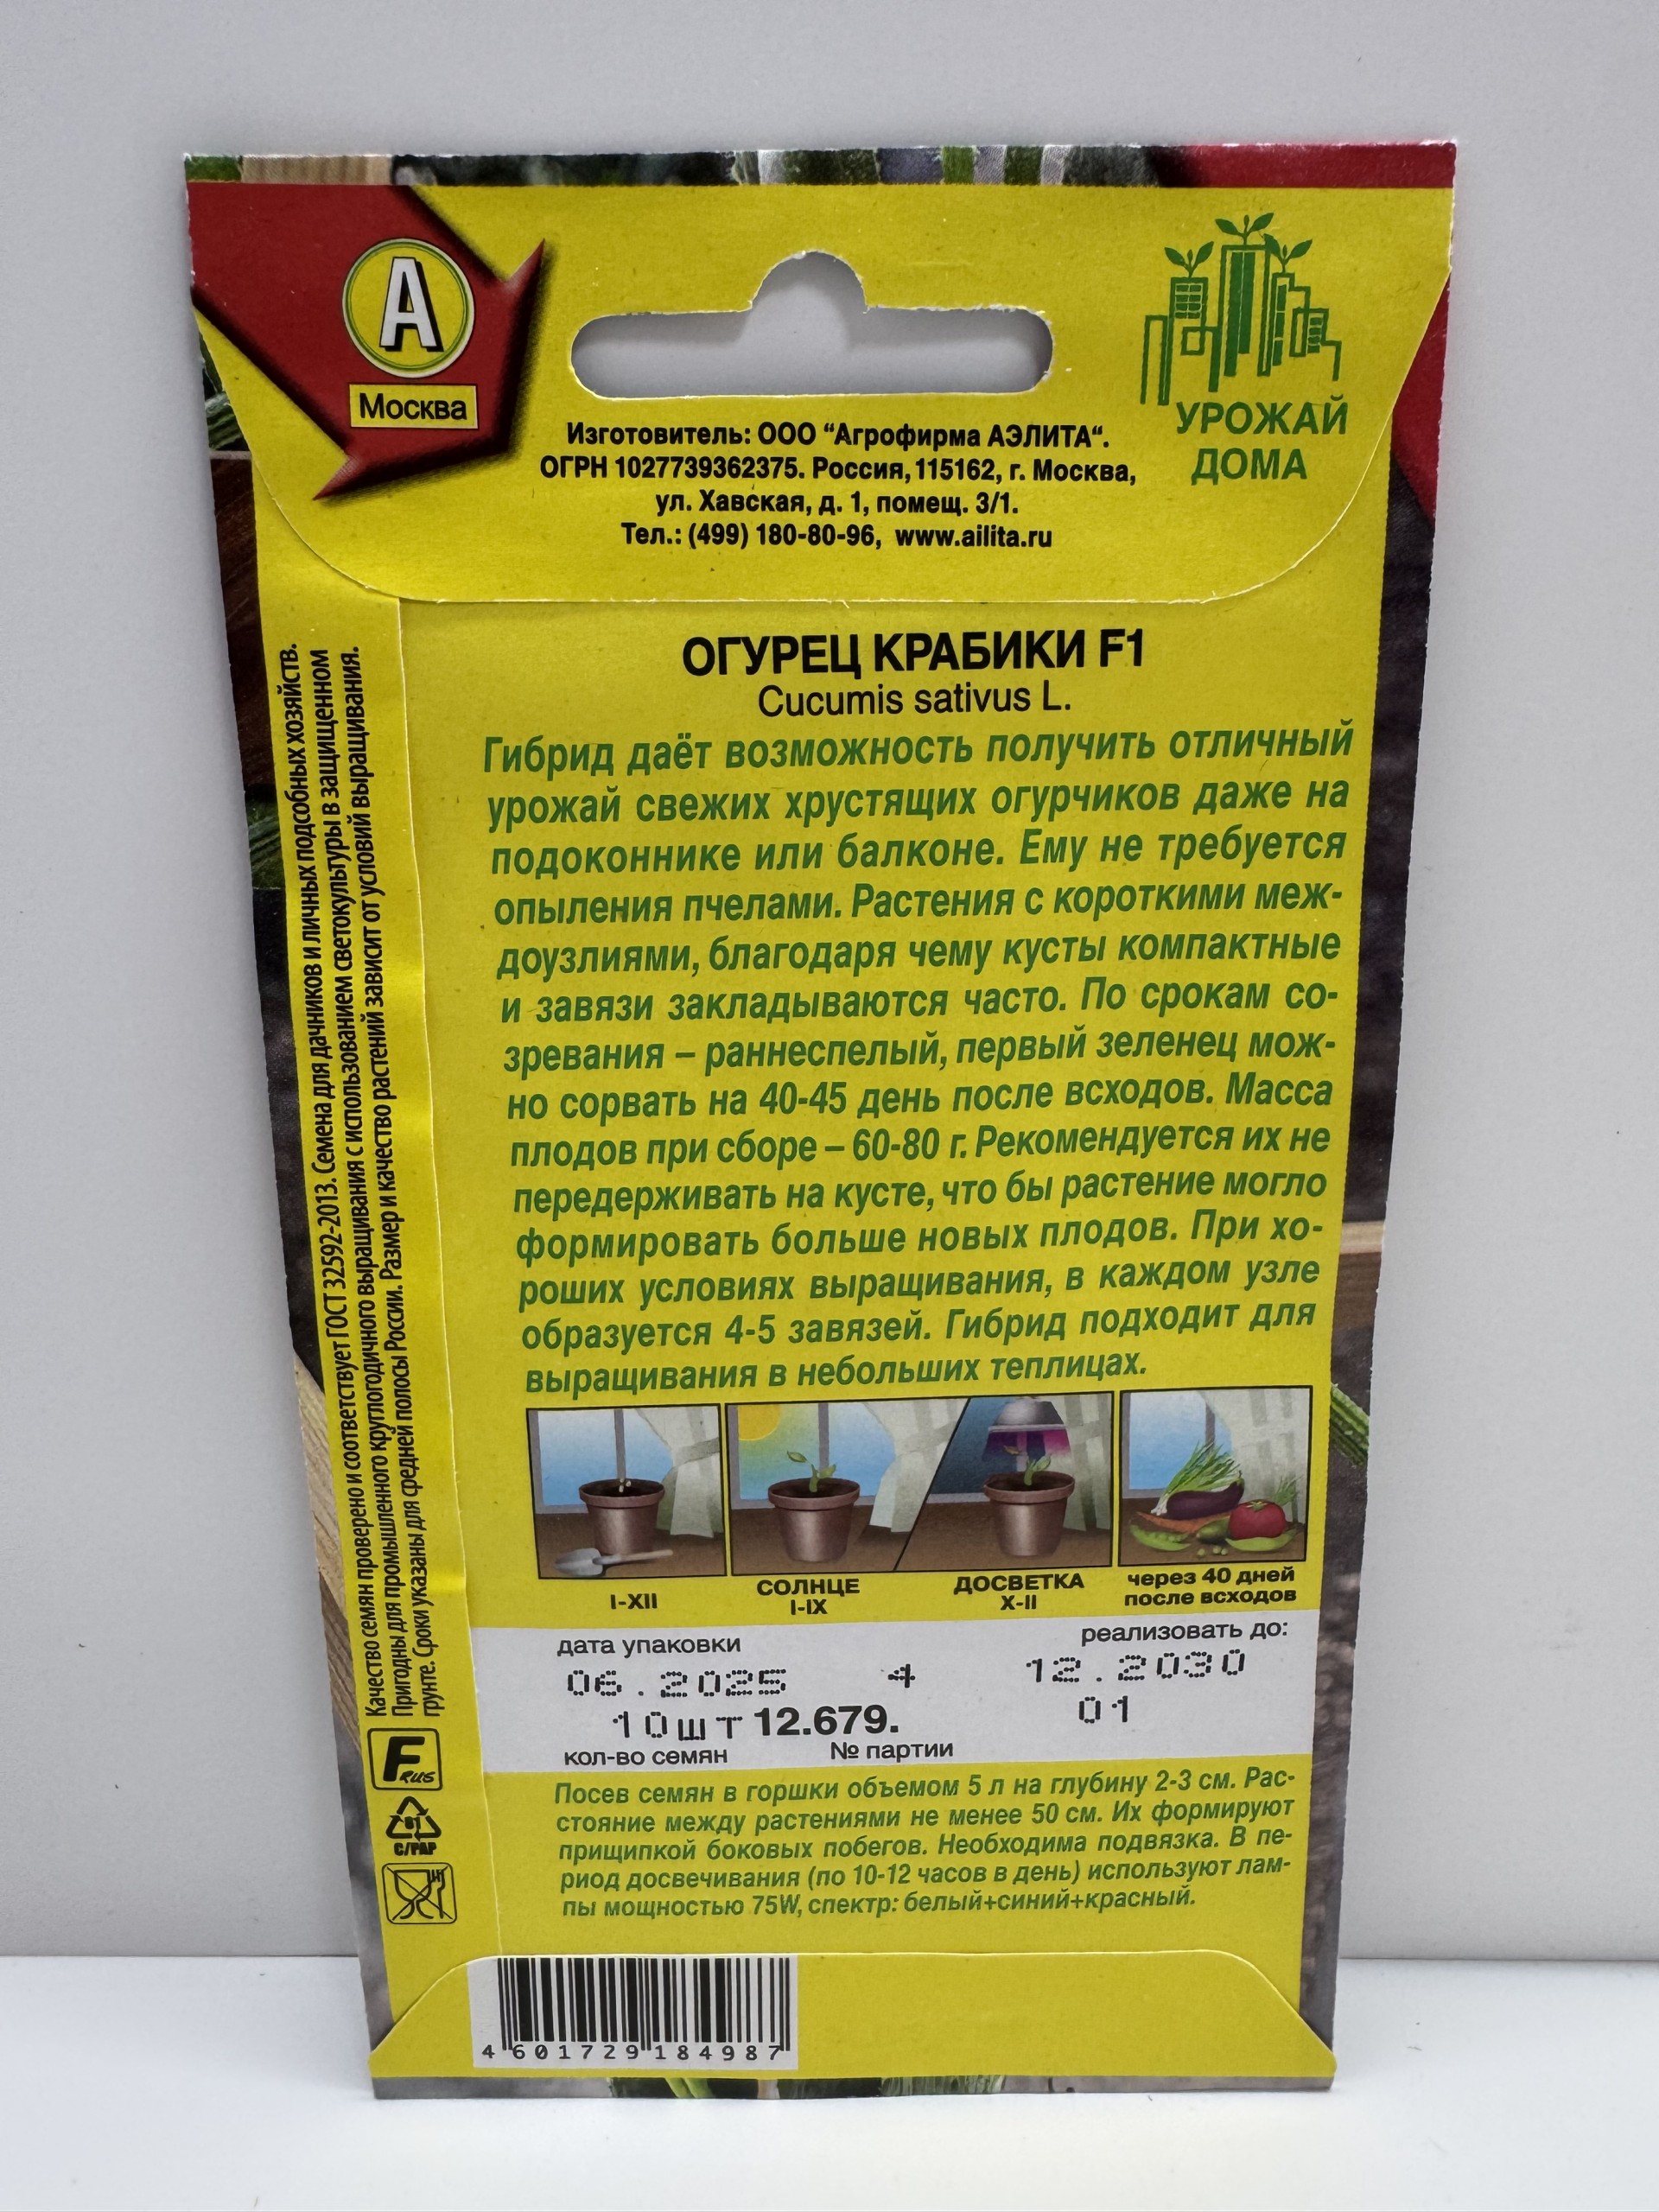 А
Москва
УРОЖАЙ
ДОМА
Изготовитель: ООО “Агрофирма АЭЛИТА“.
ОГРН 1027739362375. Россия, 115162, г. Москва,
ул. Хавская, д. 1, помещ. 3/1.
Тел.: (499) 180-80-96, www.ailita.ru
ОГУРЕЦ КРАБИКИ F1
Cucumis sativus L.
Гибрид даёт возможность получить отличный
урожай свежих хрустящих огурчиков даже на
подоконнике или балконе. Ему не требуется
опыления пчелами. Растения с короткими меж-
доузлиями, благодаря чему кусты компактные
и завязи закладываются часто. По срокам со-
зревания – раннеспелый, первый зеленец мож-
но сорвать на 40-45 день после всходов. Масса
плодов при сборе – 60-80 г. Рекомендуется их не
передерживать на кусте, что бы растение могло
формировать больше новых плодов. При хо-
роших условиях выращивания, в каждом узле
образуется 4-5 завязей. Гибрид подходит для
выращивания в небольших теплицах.
I-XII
СОЛНЦЕ
I-IX
ДОСВЕТКА
X-II
через 40 дней
после всходов
дата упаковки
реализовать до:
06.2025 4 12.2030
10шт 12.679. 01
кол-во семян № партии
Посев семян в горшки объемом 5 л на глубину 2-3 см. Рас-
стояние между растениями не менее 50 см. Их формируют
прищипкой боковых побегов. Необходима подвязка. В пе-
риод досвечивания (по 10-12 часов в день) используют лам-
пы мощностью 75W, спектр: белый+синий+красный.
Качество семян проверено и соответствует ГОСТ 32592-2013. Семена для дачников и личных подсобных хозяйств.
Пригодны для промышленного круглогодичного выращивания с использованием светокультуры в защищенном
грунте. Сроки указаны для средней полосы России. Размер и качество растений зависит от условий выращивания.
F RUS
81
C/PAP
4 601729 184987